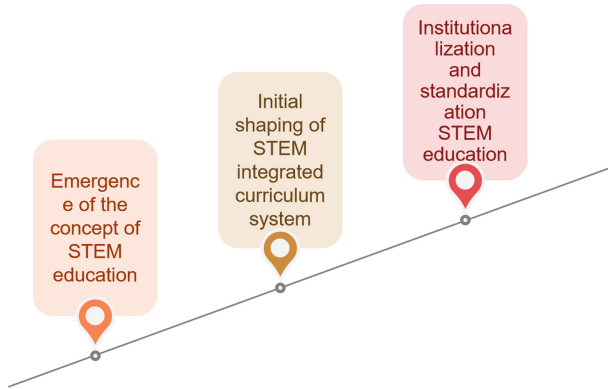 Emergenc
e of the
concept of
STEM
education
Initial
shaping of
STEM
integrated
curriculum
system
Institutiona
lization
and
standardiz
ation
STEM
education